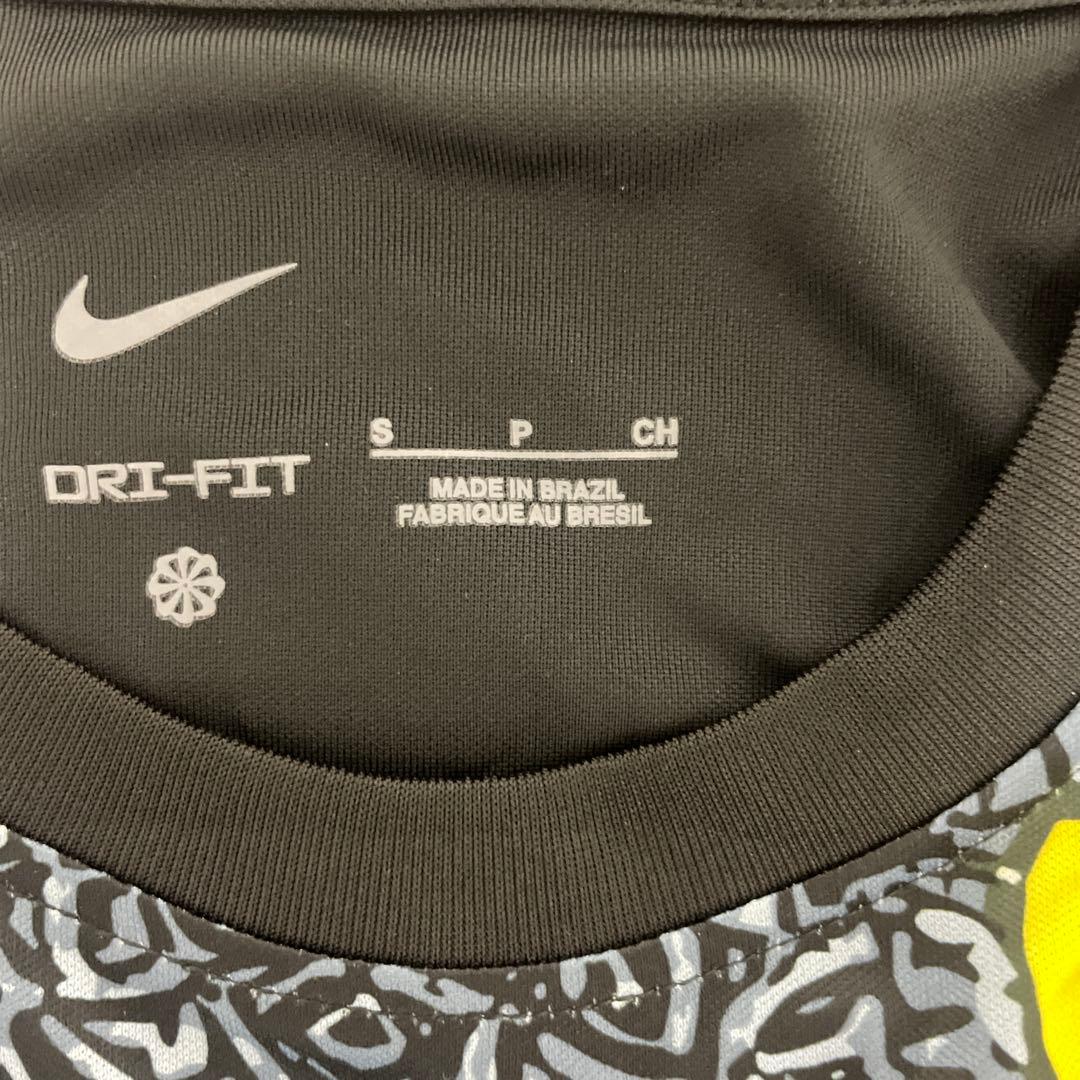 DRI-FIT
S P CH
MADE IN BRAZIL
FABRIQUE AU BRESIL